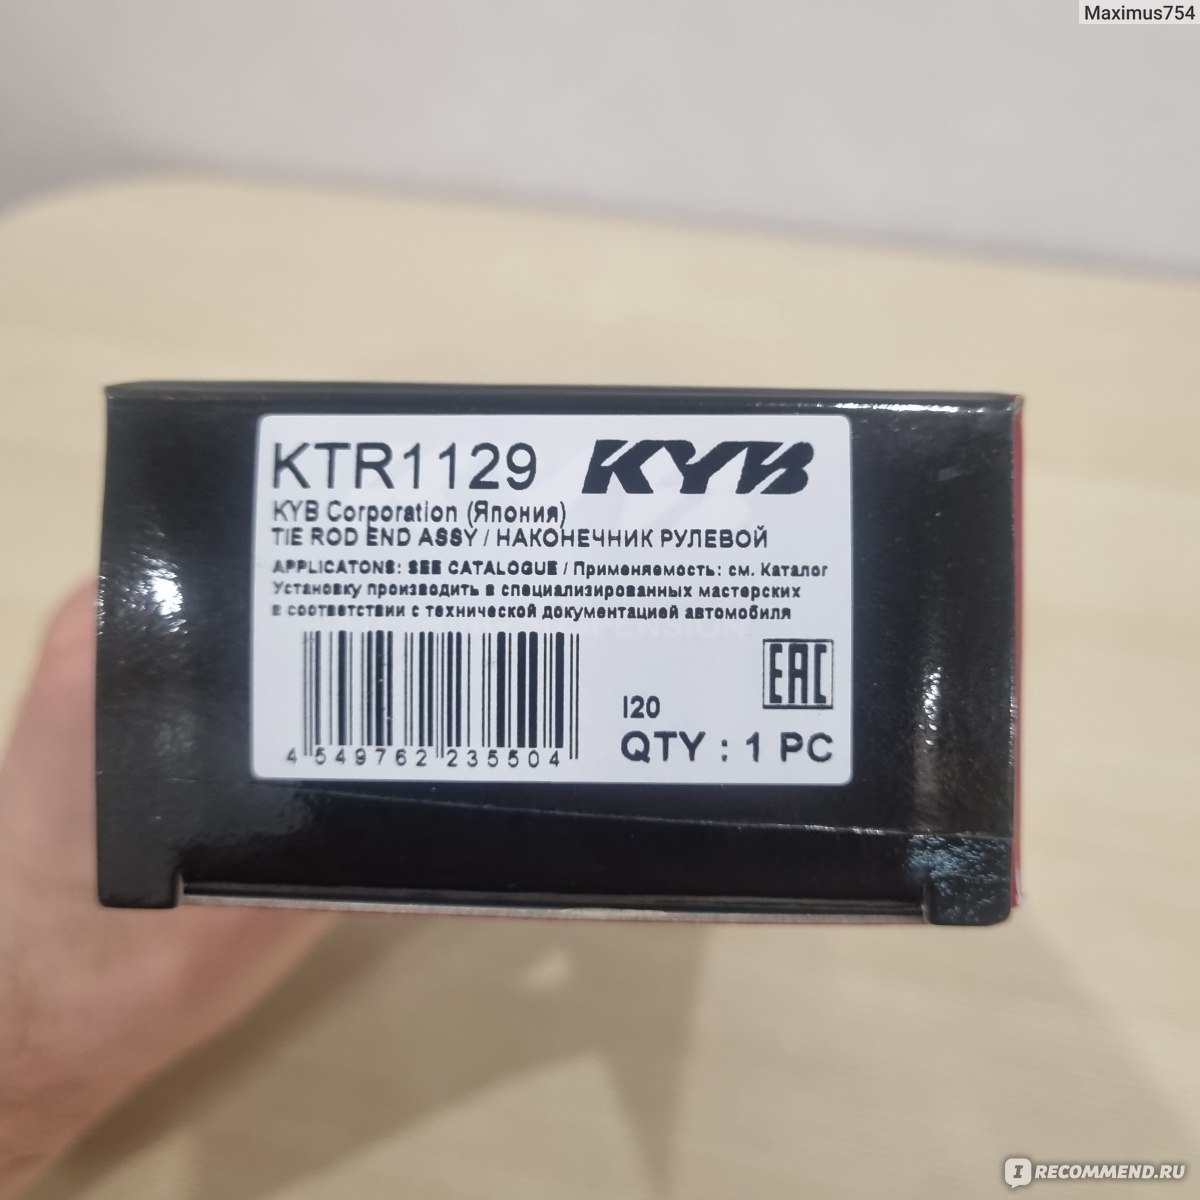 Maximus754
KTR1129 KYB
KYB Corporation (Япония)
TIE ROD END ASSY / НАКОНЕЧНИК РУЛЕВОЙ
APPLICATONS: SEE CATALOGUE / Применяемость: см. Каталог
Установку производить в специализированных мастерских
в соответствии с технической документацией автомобиля
EAC
I20
4 549762 235504
QTY : 1 PC
IRECOMMEND.RU